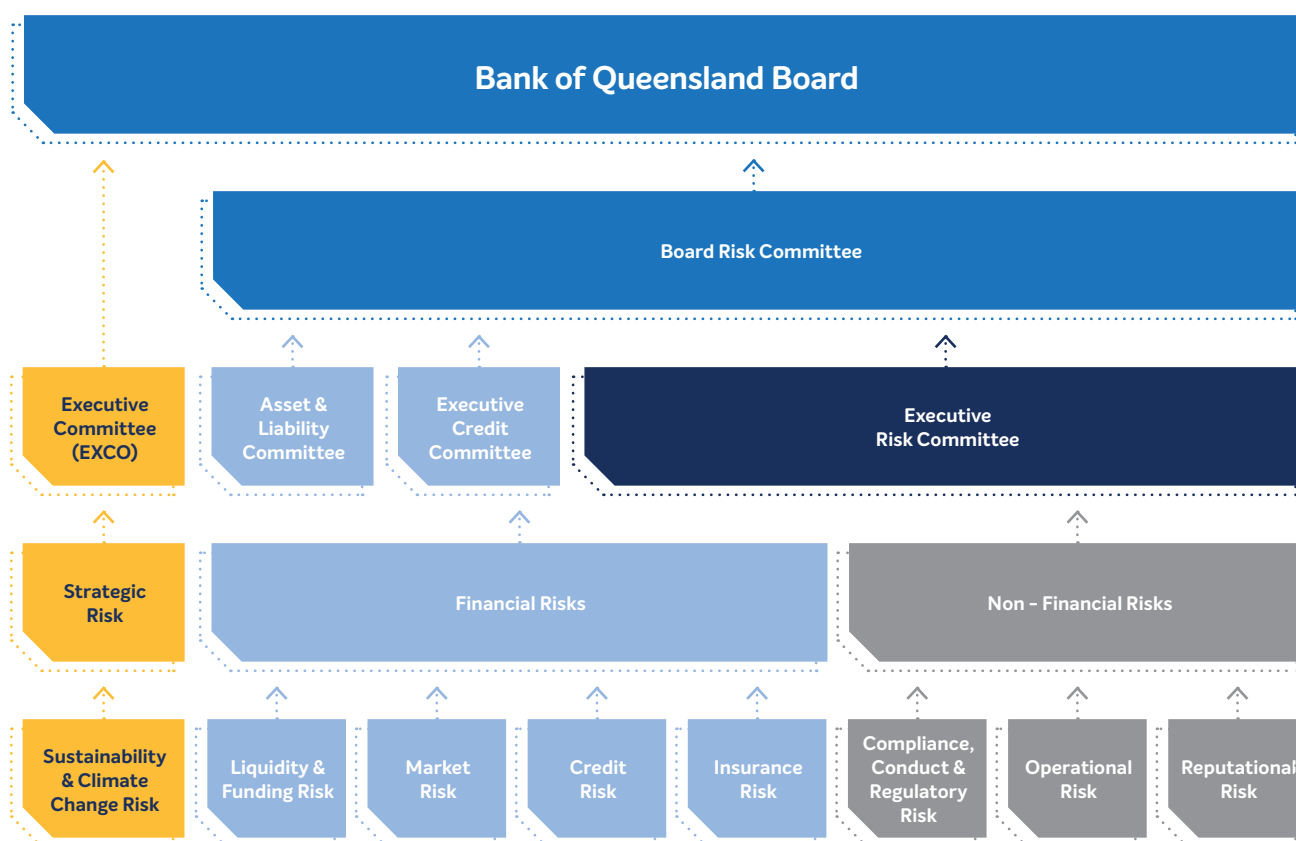 Bank of Queensland Board
Board Risk Committee
Executive
Committee
(EXCO)
Asset &
Liability
Committee
Executive
Credit
Committee
Executive
Risk Committee
Strategic
Risk
Financial Risks
Non - Financial Risks
Sustainability
& Climate
Change Risk
Liquidity &
Funding Risk
Market
Risk
Credit
Risk
Insurance
Risk
Compliance,
Conduct &
Regulatory
Risk
Operational
Risk
Reputational
Risk